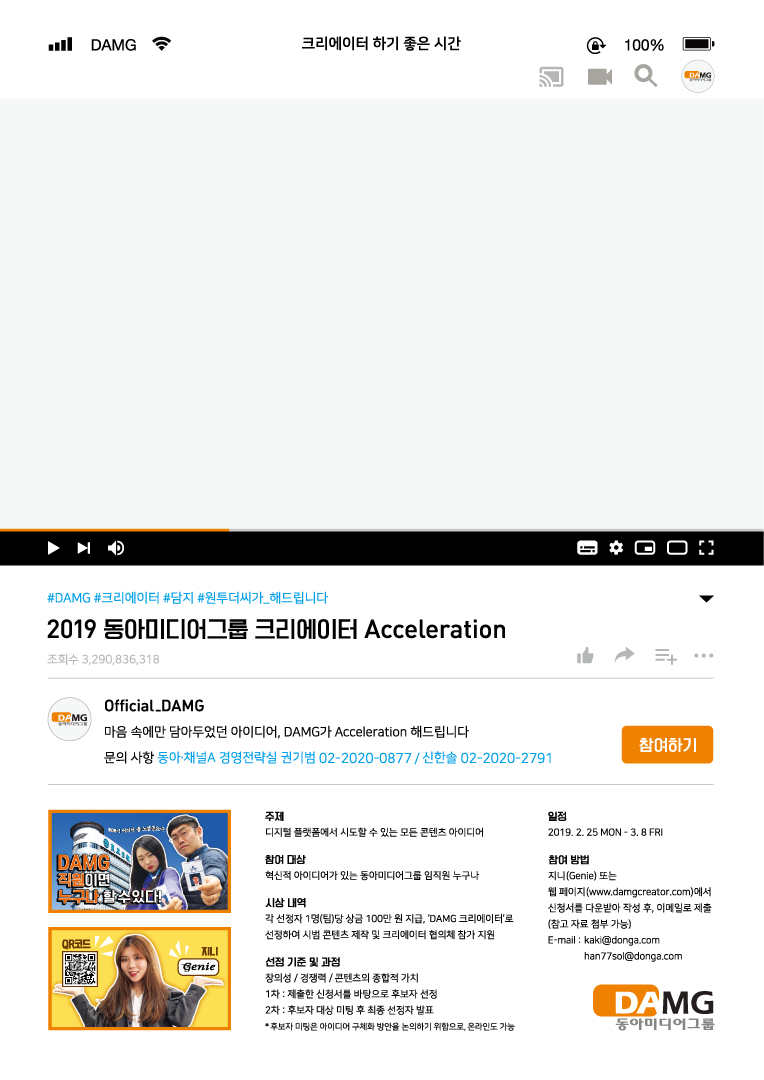 DAMG
크리에이터 하기 좋은 시간
100%
DAMG
동아미디어그룹
#DAMG #크리에이터 #담지 #원투더씨가_해드립니다
2019 동아미디어그룹 크리에이터 Acceleration
조회수 3,290,836,318
DAMG
동아미디어그룹
Official_DAMG
마음 속에만 담아두었던 아이디어, DAMG가 Acceleration 해드립니다
문의 사항 동아·채널A 경영전략실 권기범 02-2020-0877 / 신한솔 02-2020-2791
참여하기
DAMG
직원이면
누구나 할 수 있다!
QR코드
지니
Genie
주제
디지털 플랫폼에서 시도할 수 있는 모든 콘텐츠 아이디어
참여 대상
혁신적 아이디어가 있는 동아미디어그룹 임직원 누구나
시상 내역
각 선정자 1명(팀)당 상금 100만 원 지급, 'DAMG 크리에이터'로
선정하여 시범 콘텐츠 제작 및 크리에이터 협의체 참가 지원
선정 기준 및 과정
창의성 / 경쟁력 / 콘텐츠의 종합적 가치
1차 : 제출한 신청서를 바탕으로 후보자 선정
2차 : 후보자 대상 미팅 후 최종 선정자 발표
* 후보자 미팅은 아이디어 구체화 방안을 논의하기 위함으로, 온라인도 가능
일정
2019. 2. 25 MON - 3. 8 FRI
참여 방법
지니(Genie) 또는
웹 페이지(www.damgcreator.com)에서
신청서를 다운받아 작성 후, 이메일로 제출
(참고 자료 첨부 가능)
E-mail : kaki@donga.com
han77sol@donga.com
DAMG
동아미디어그룹